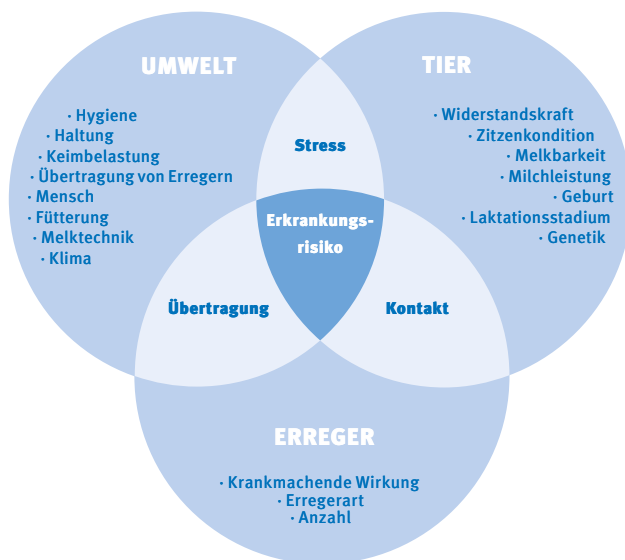 UMWELT
· Hygiene
· Haltung
· Keimbelastung
· Übertragung von Erregern
· Mensch
· Fütterung
· Melktechnik
· Klima
TIER
· Widerstandskraft
· Zitzenkondition
· Melkbarkeit
· Milchleistung
· Geburt
· Laktationsstadium
· Genetik
Stress
Erkrankungs-
risiko
Übertragung
Kontakt
ERREGER
· Krankmachende Wirkung
· Erregerart
· Anzahl